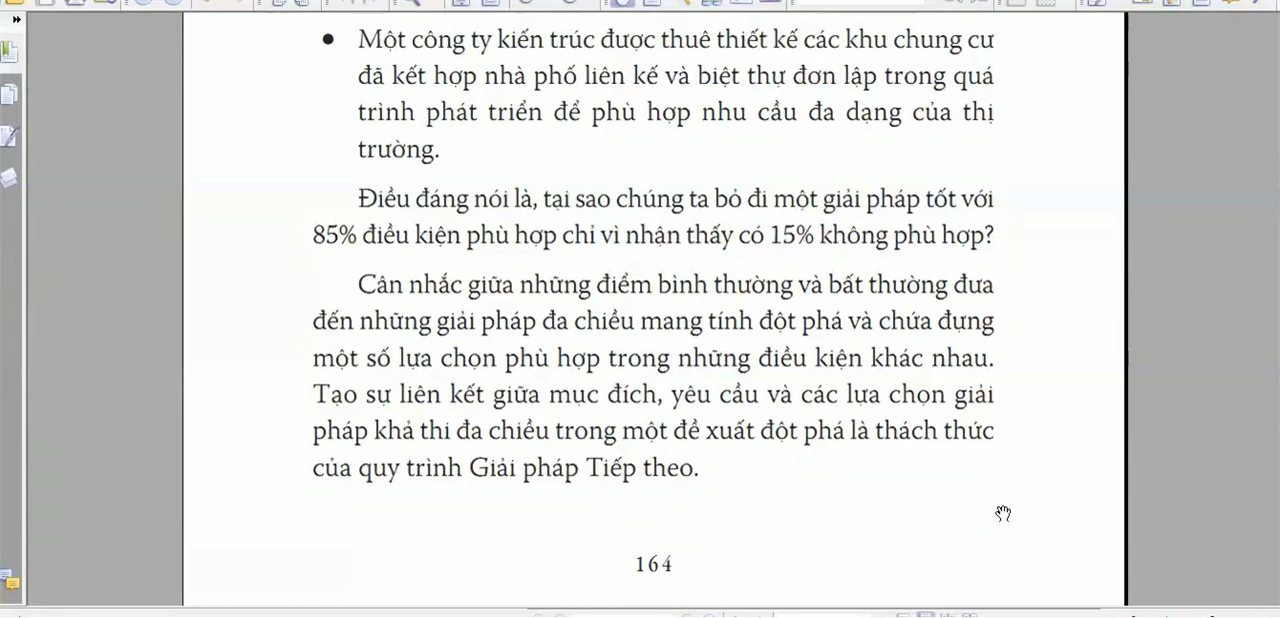 ● Một công ty kiến trúc được thuê thiết kế các khu chung cư
đã kết hợp nhà phố liên kế và biệt thự đơn lập trong quá
trình phát triển để phù hợp nhu cầu đa dạng của thị
trường.
Điều đáng nói là, tại sao chúng ta bỏ đi một giải pháp tốt với
85% điều kiện phù hợp chỉ vì nhận thấy có 15% không phù hợp?
Cân nhắc giữa những điểm bình thường và bất thường đưa
đến những giải pháp đa chiều mang tính đột phá và chứa đựng
một số lựa chọn phù hợp trong những điều kiện khác nhau.
Tạo sự liên kết giữa mục đích, yêu cầu và các lựa chọn giải
pháp khả thi đa chiều trong một đề xuất đột phá là thách thức
của quy trình Giải pháp Tiếp theo.
164